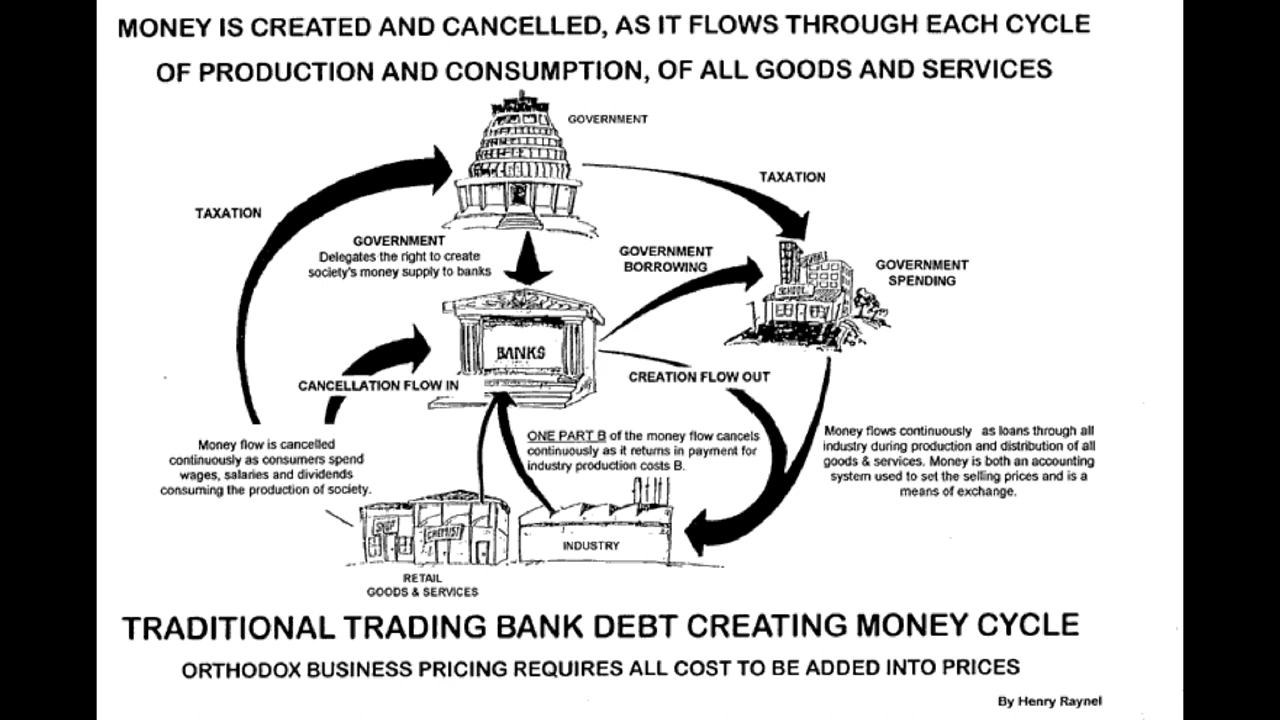 MONEY IS CREATED AND CANCELLED, AS IT FLOWS THROUGH EACH CYCLE
OF PRODUCTION AND CONSUMPTION, OF ALL GOODS AND SERVICES
GOVERNMENT
TAXATION
TAXATION
GOVERNMENT
Delegates the right to create
society's money supply to banks
GOVERNMENT
BORROWING
GOVERNMENT
SPENDING
SCHOOL
BANKS
CANCELLATION FLOW IN
CREATION FLOW OUT
Money flow is cancelled
continuously as consumers spend
wages, salaries and dividends
consuming the production of society.
ONE PART B of the money flow cancels
continuously as it returns in payment for
industry production costs B.
Money flows continuously as loans through all
industry during production and distribution of all
goods & services. Money is both an accounting
system used to set the selling prices and is a
means of exchange.
SHOP
CHEMIST
INDUSTRY
RETAIL
GOODS & SERVICES
TRADITIONAL TRADING BANK DEBT CREATING MONEY CYCLE
ORTHODOX BUSINESS PRICING REQUIRES ALL COST TO BE ADDED INTO PRICES
By Henry Raynel